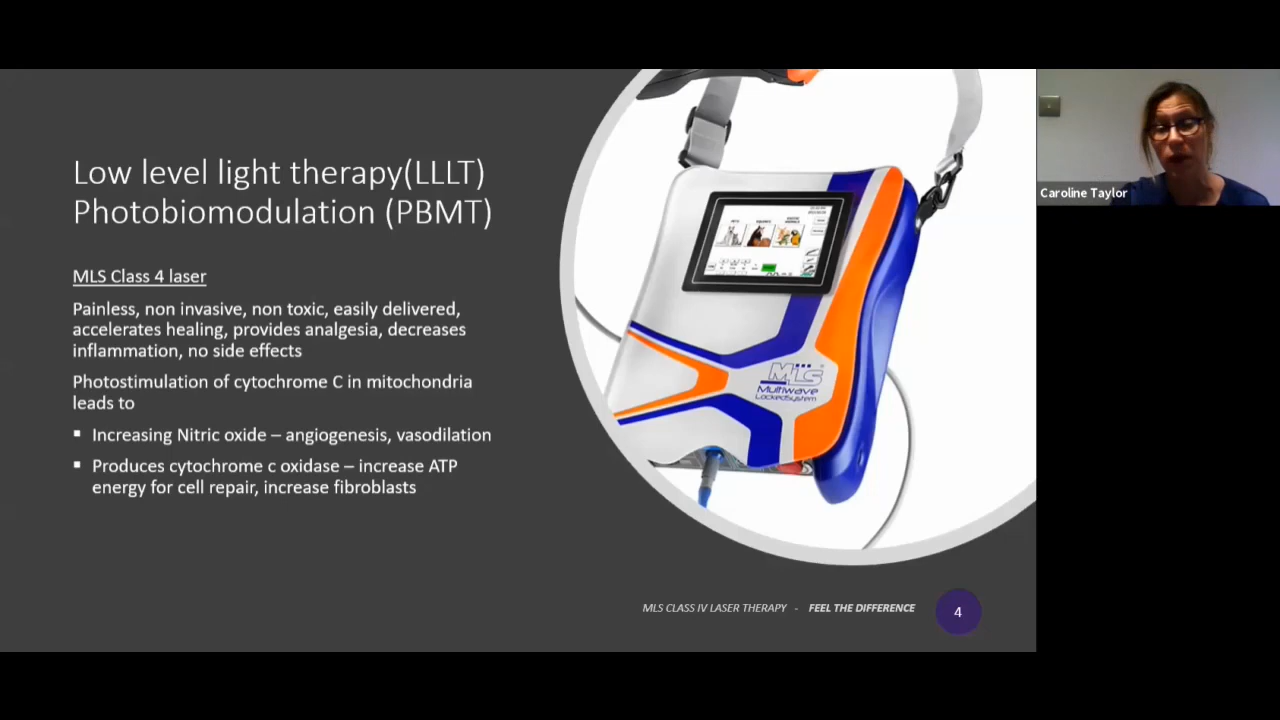 Low level light therapy(LLLT)
Photobiomodulation (PBMT)
MLS Class 4 laser
Painless, non invasive, non toxic, easily delivered,
accelerates healing, provides analgesia, decreases
inflammation, no side effects
Photostimulation of cytochrome C in mitochondria
leads to
▪ Increasing Nitric oxide – angiogenesis, vasodilation
▪ Produces cytochrome c oxidase – increase ATP
energy for cell repair, increase fibroblasts
MLS
Multiwave
LockedSystem
MLS CLASS IV LASER THERAPY - FEEL THE DIFFERENCE
4
Caroline Taylor